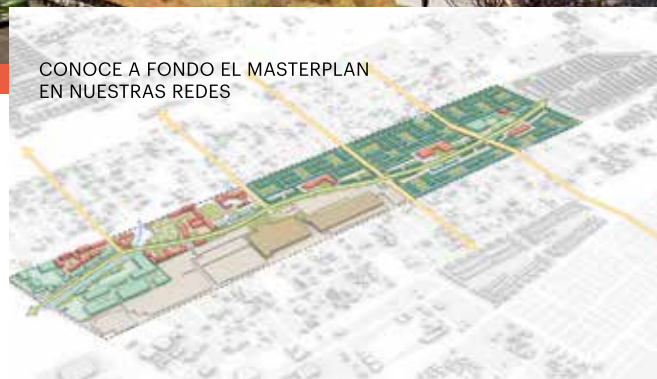 CONOCE A FONDO EL MASTERPLAN
EN NUESTRAS REDES